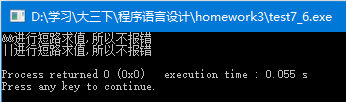 D:\学习\大三下\程序语言设计\homework3\test7_6.exe
&&进行短路求值,所以不报错
||进行短路求值,所以不报错
Process returned 0 (0x0)   execution time : 0.055 s
Press any key to continue.